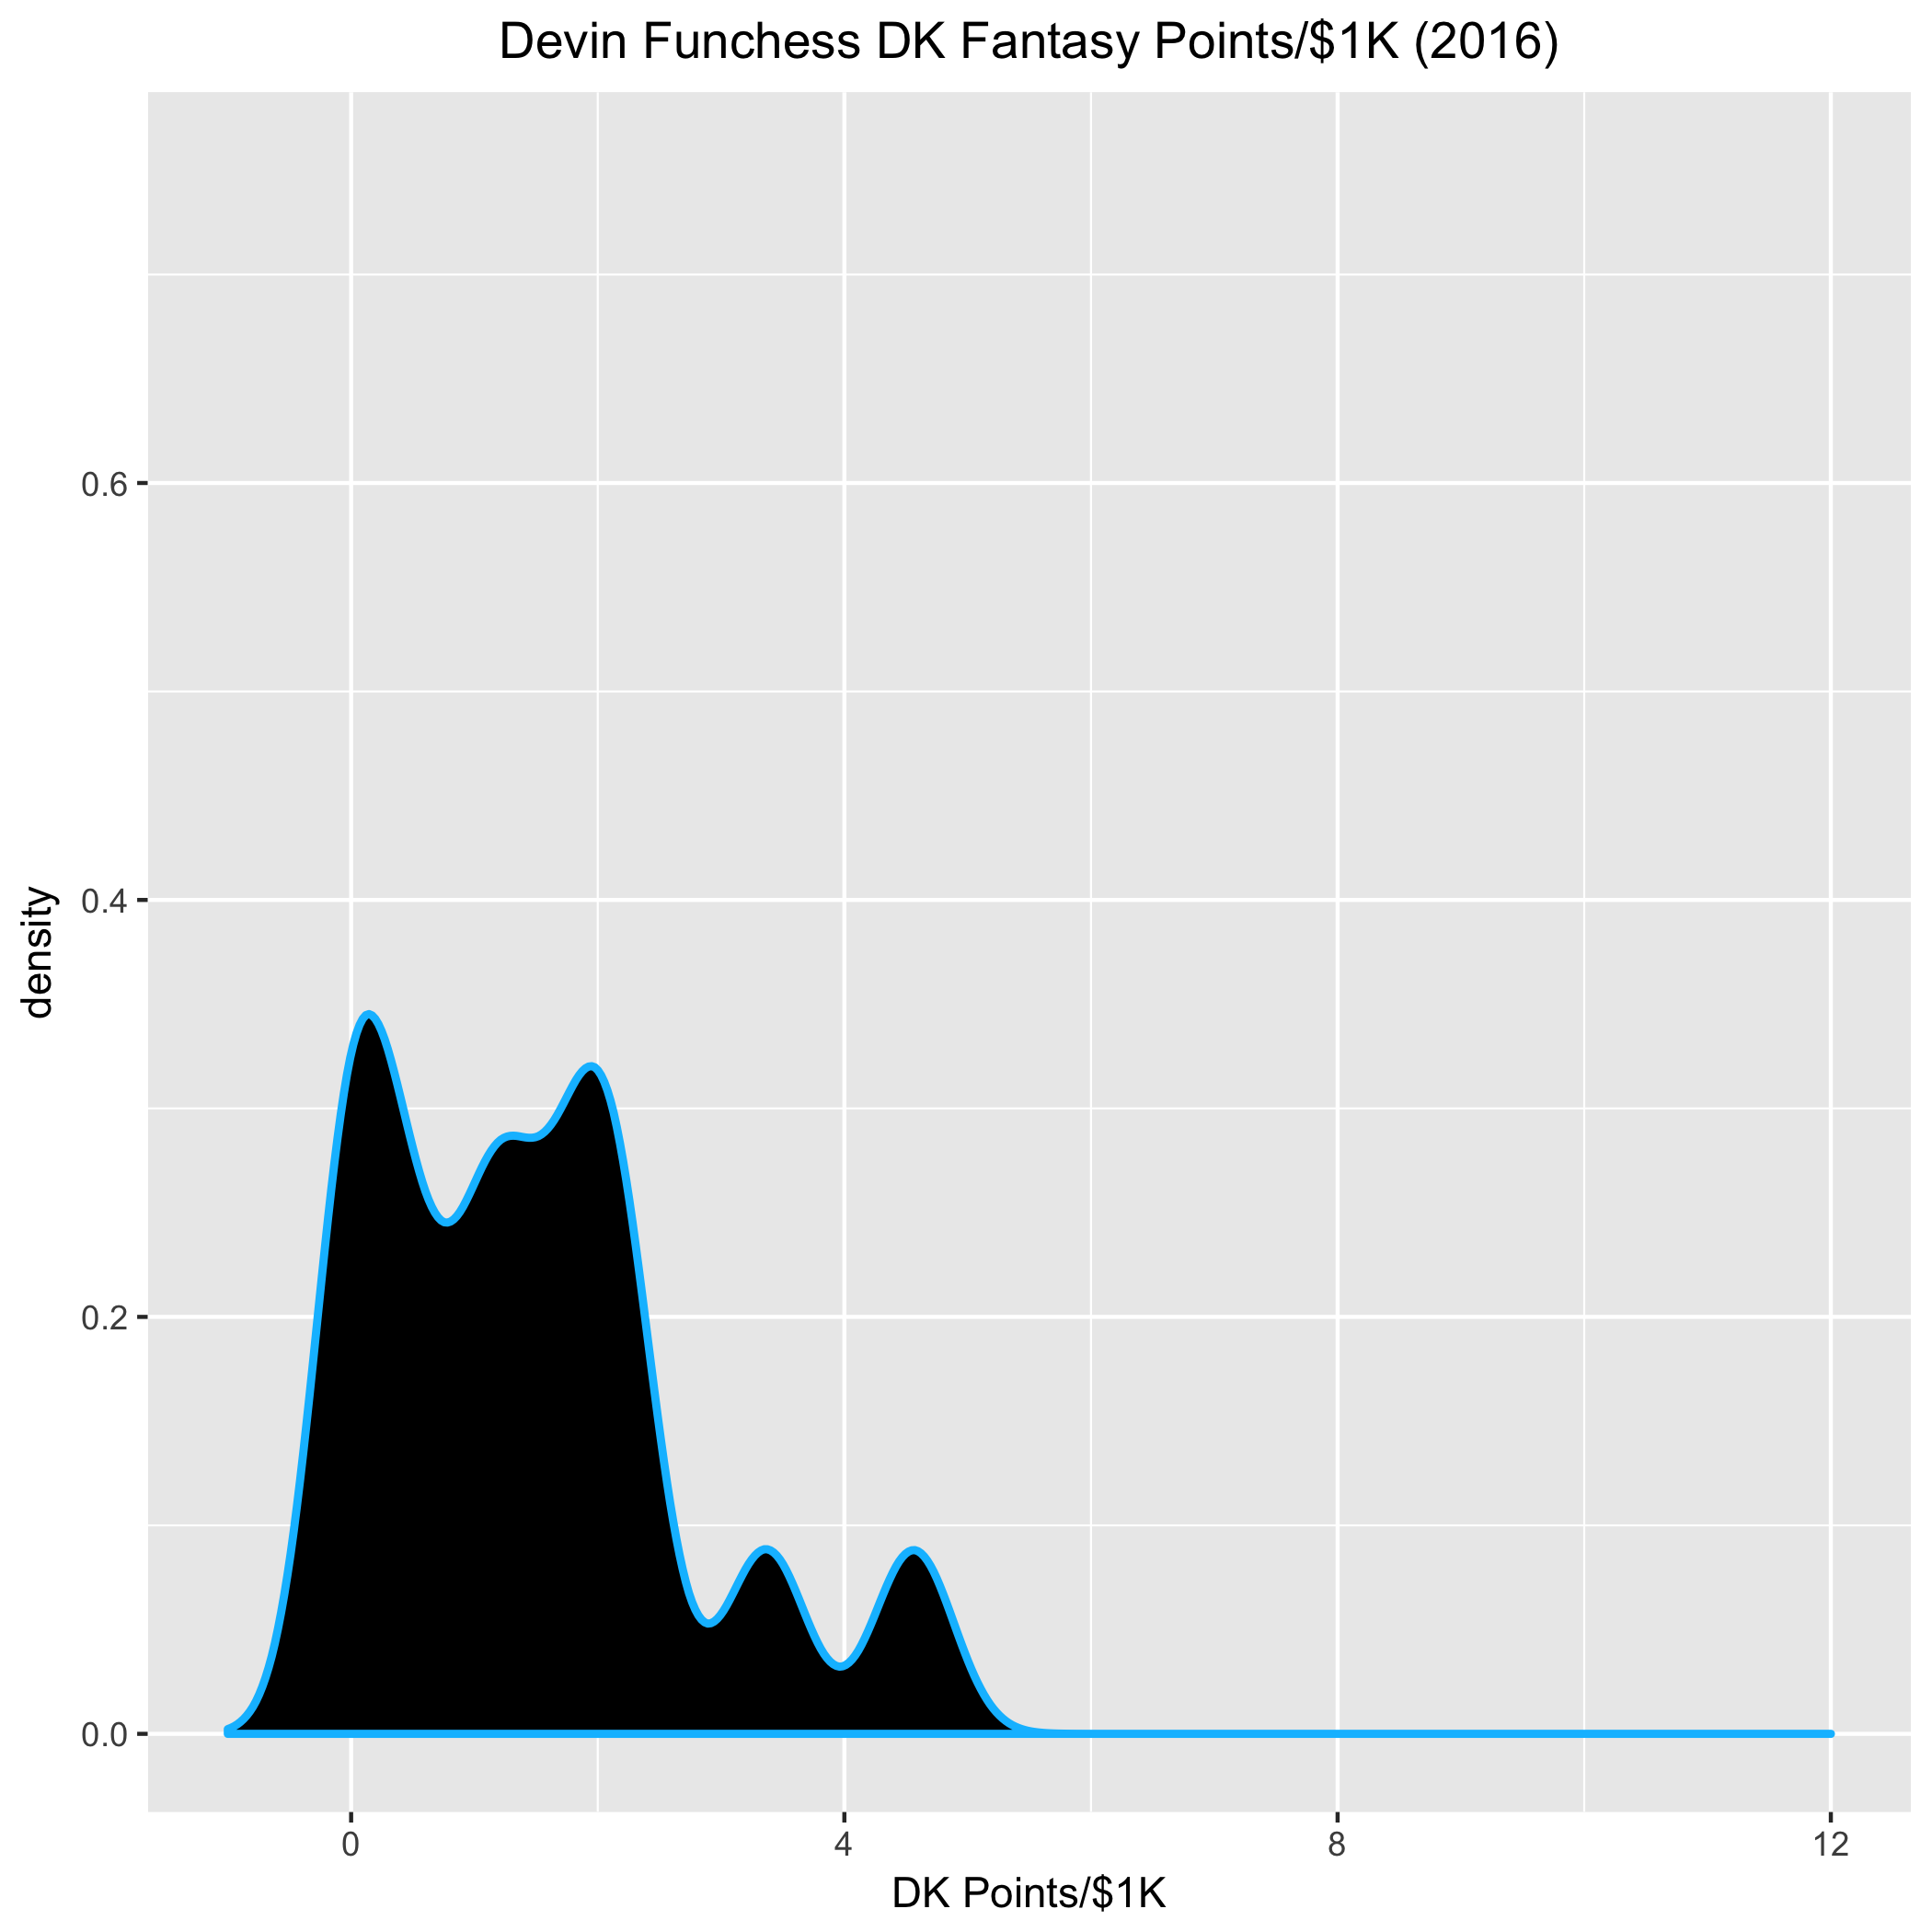 Devin Funchess DK Fantasy Points/$1K (2016)
density
0.6
0.4
0.2
0.0
0 4 8 12
DK Points/$1K